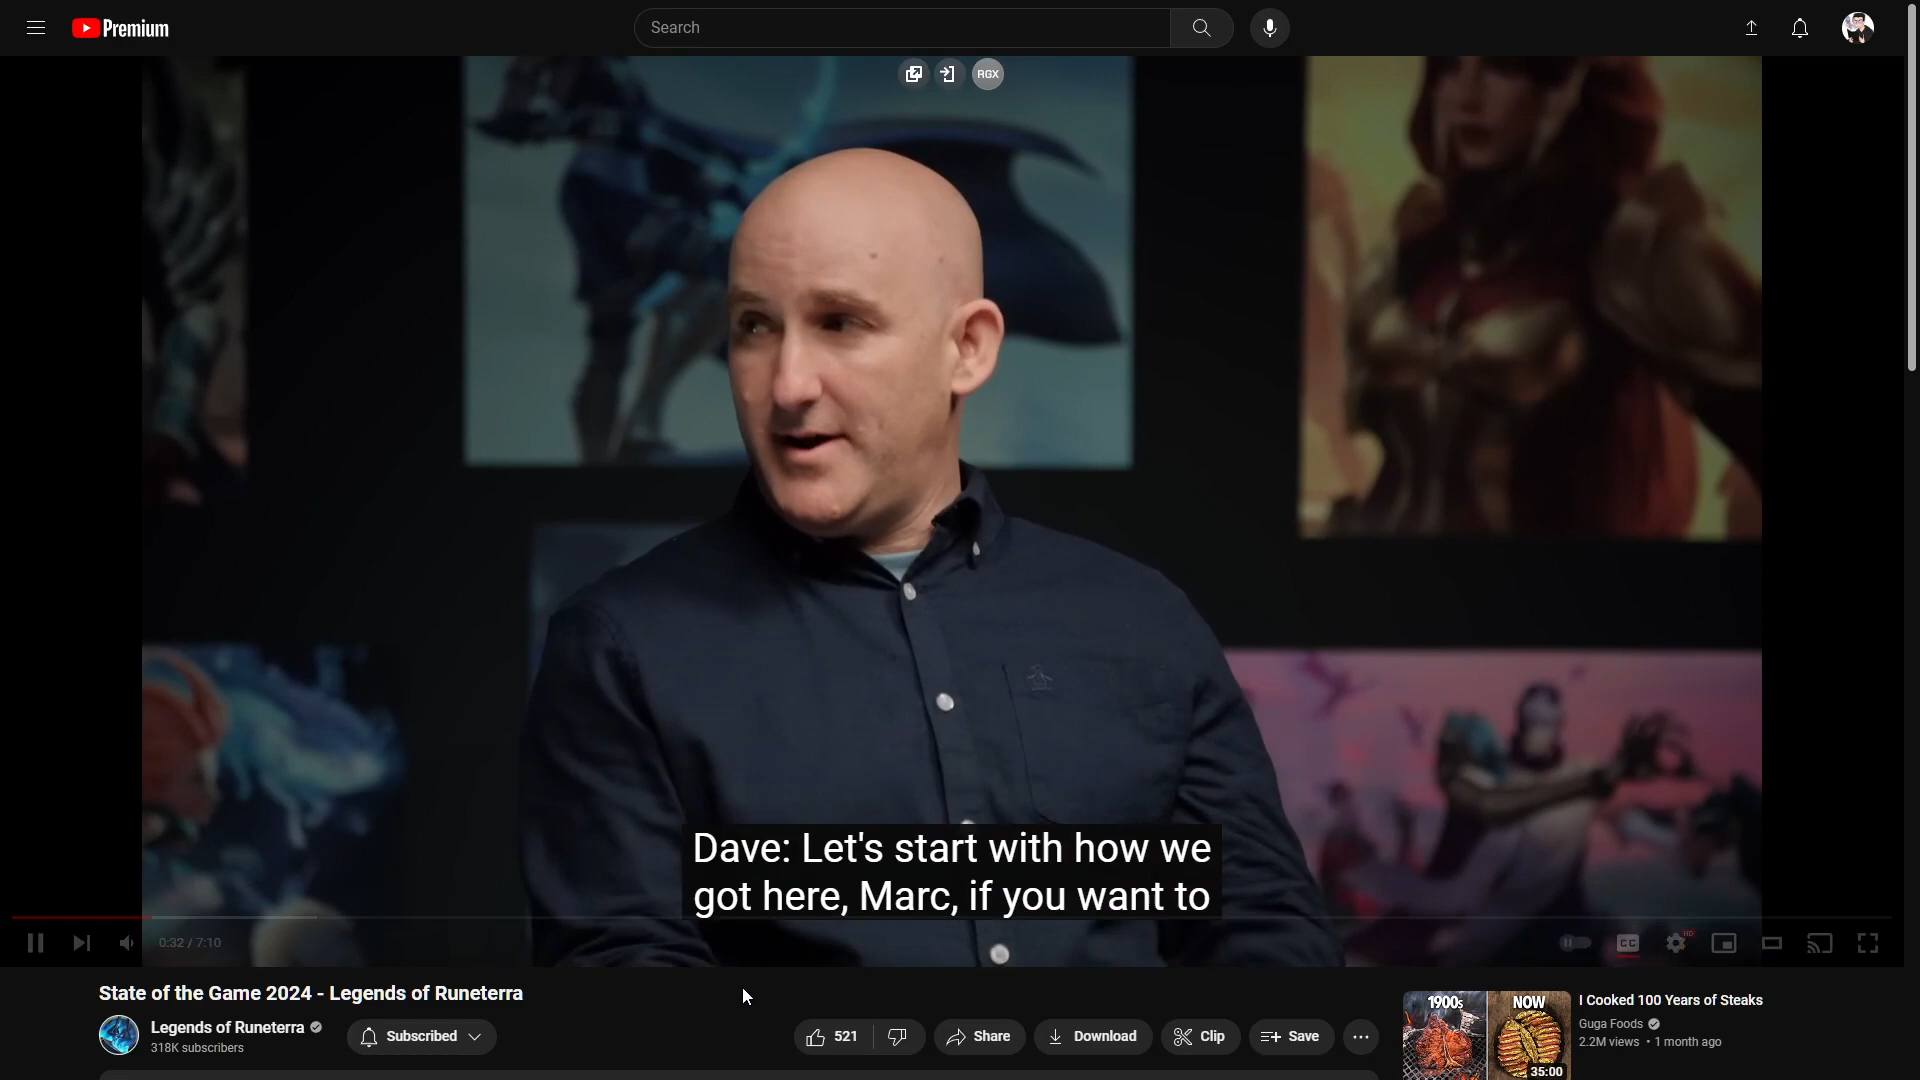 Premium
Search
RGX
Dave: Let's start with how we
got here, Marc, if you want to
0:32 / 7:10
CC
HD
State of the Game 2024 - Legends of Runeterra
Legends of Runeterra
318K subscribers
Subscribed
521
Share
Download
Clip
Save
1900s
NOW
35:00
I Cooked 100 Years of Steaks
Guga Foods
2.2M views • 1 month ago